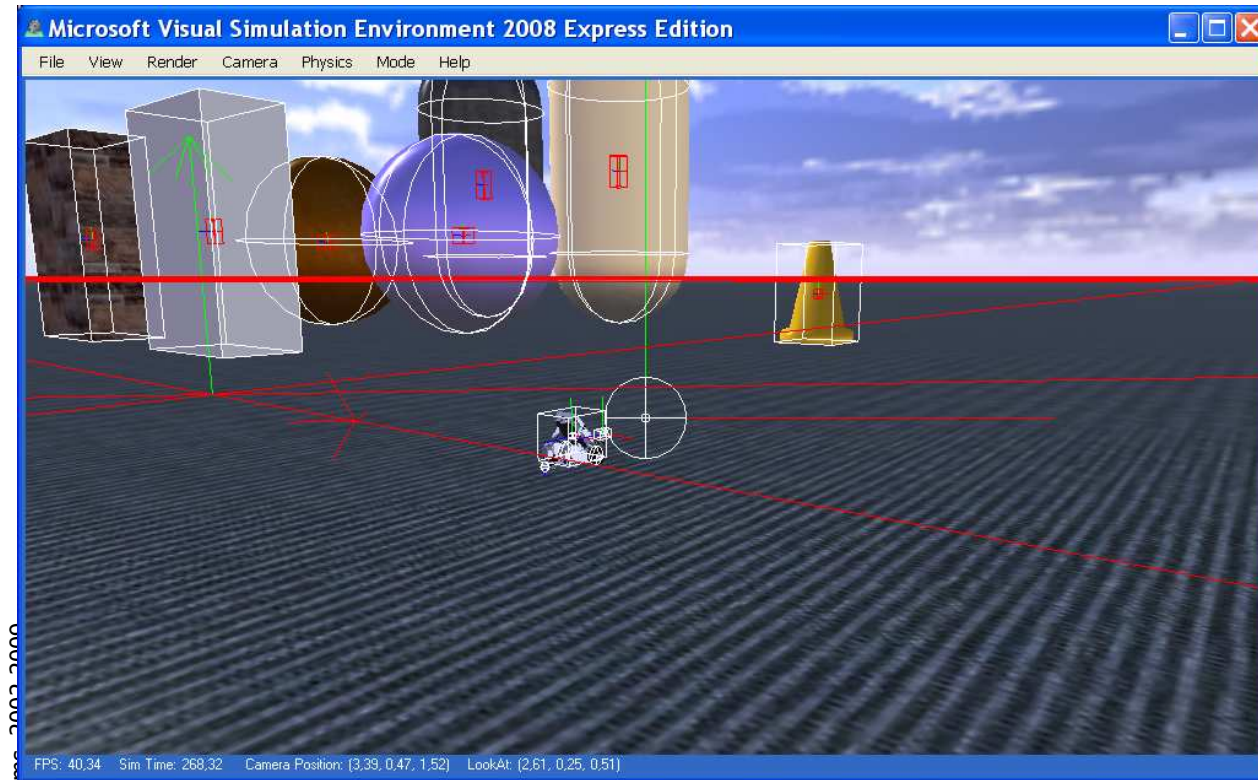 Microsoft Visual Simulation Environment 2008 Express Edition
File View Render Camera Physics Mode Help
FPS: 40,34 Sim Time: 268,32 Camera Position: (3,39, 0,47, 1,52) LookAt: (2,61, 0,25, 0,51)